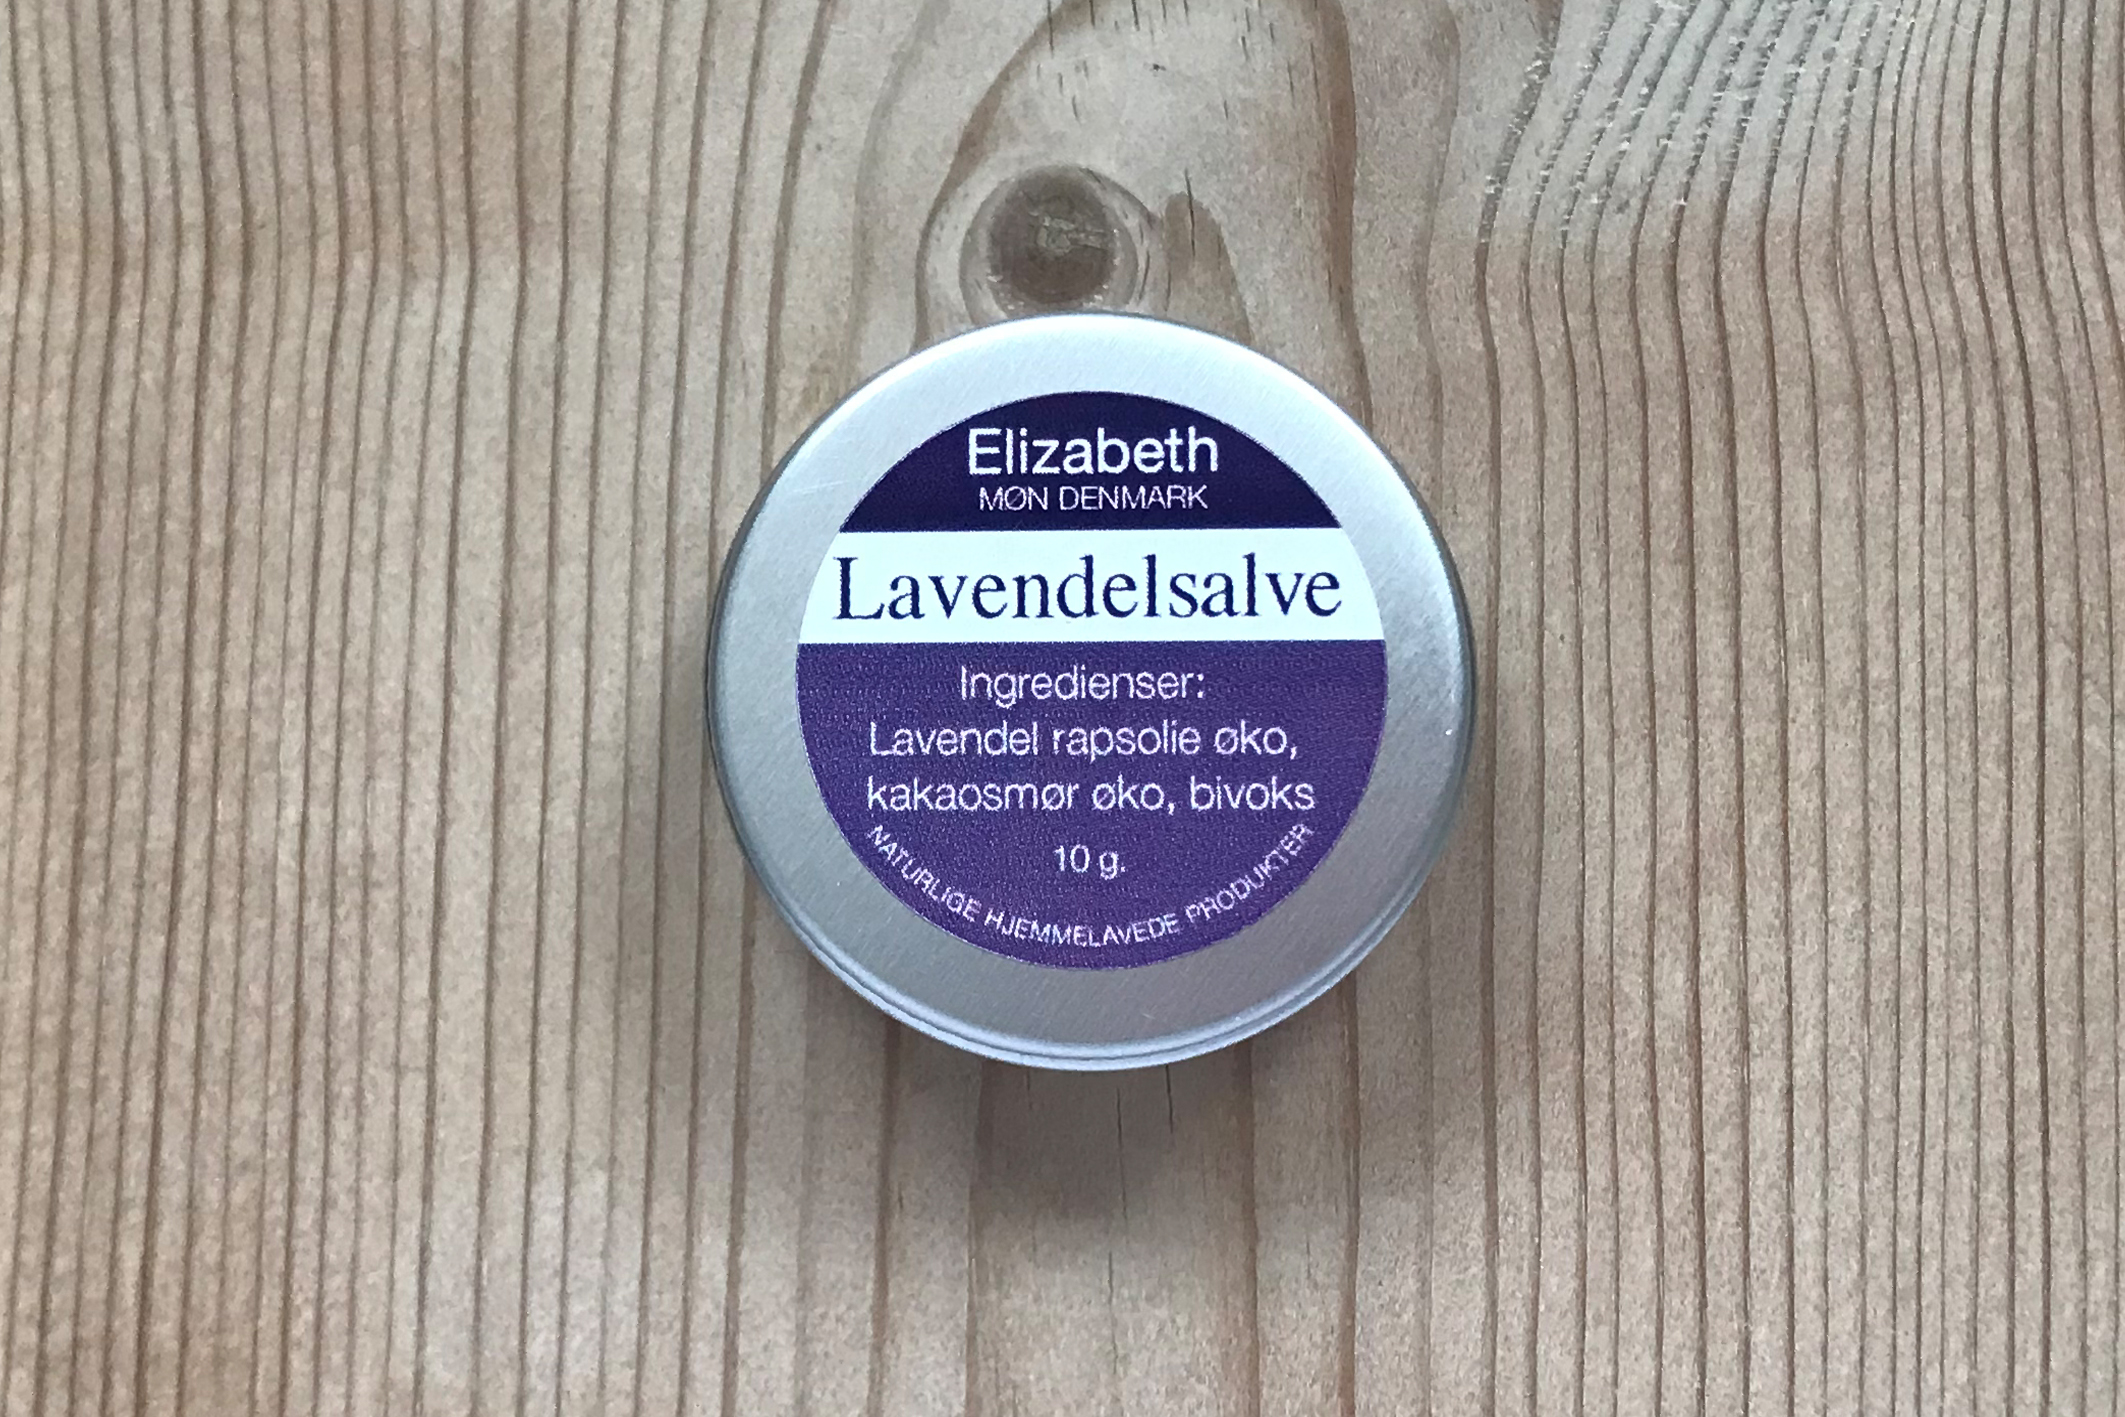 Elizabeth
MØN DENMARK
Lavendelsalve
Ingredienser:
Lavendel rapsolie øko,
kakaosmør øko, bivoks
10 g.
NATURLIGE HJEMMELAVEDE PRODUKTER